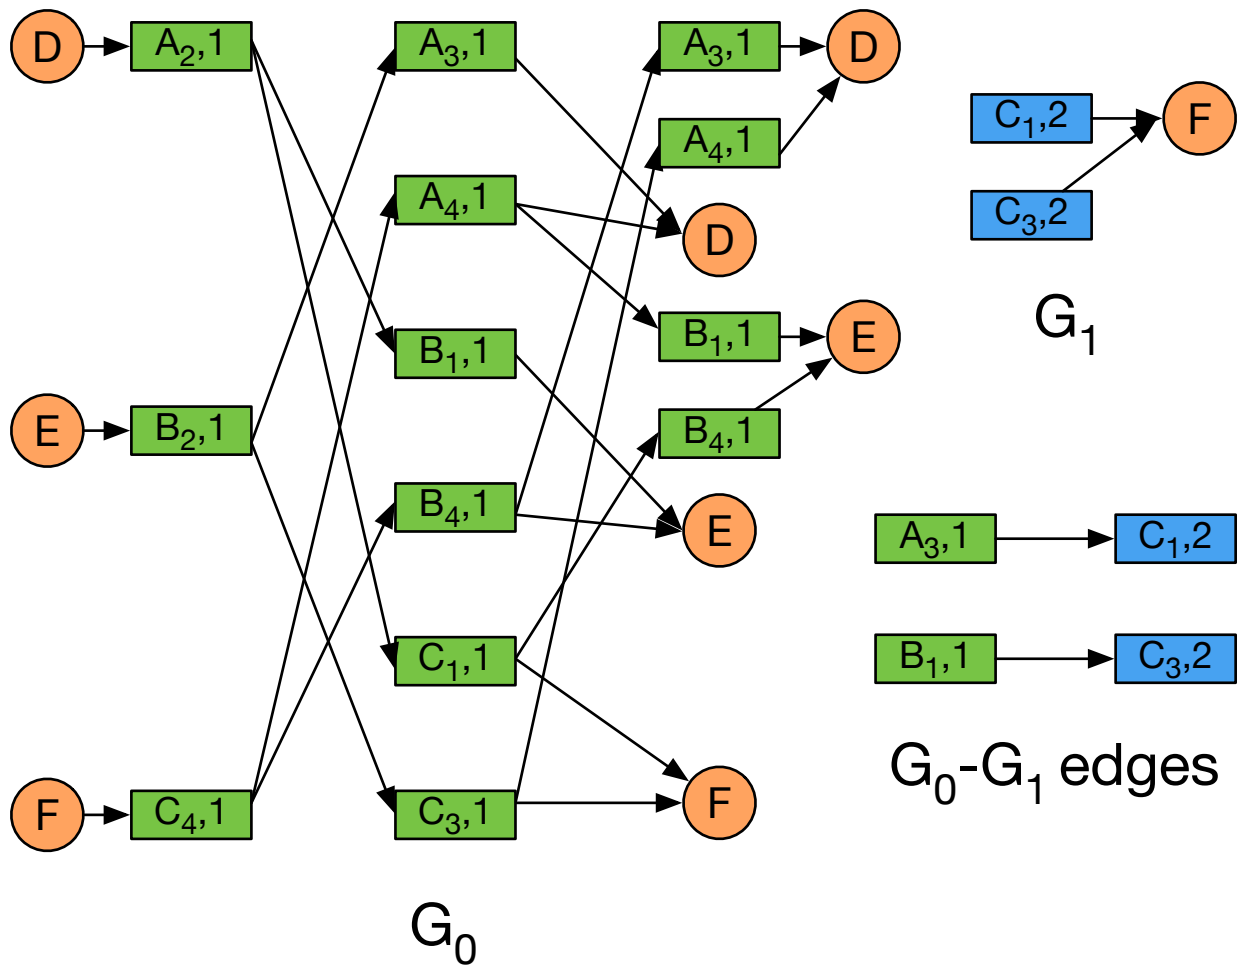 D
A₂,1
A₃,1
A₃,1
D
C₁,2
F
A₄,1
A₄,1
C₃,2
D
G₁
B₁,1
B₁,1
E
E
B₂,1
B₄,1
B₄,1
E
A₃,1
C₁,2
C₁,1
B₁,1
C₃,2
G₀-G₁ edges
F
C₄,1
C₃,1
F
G₀